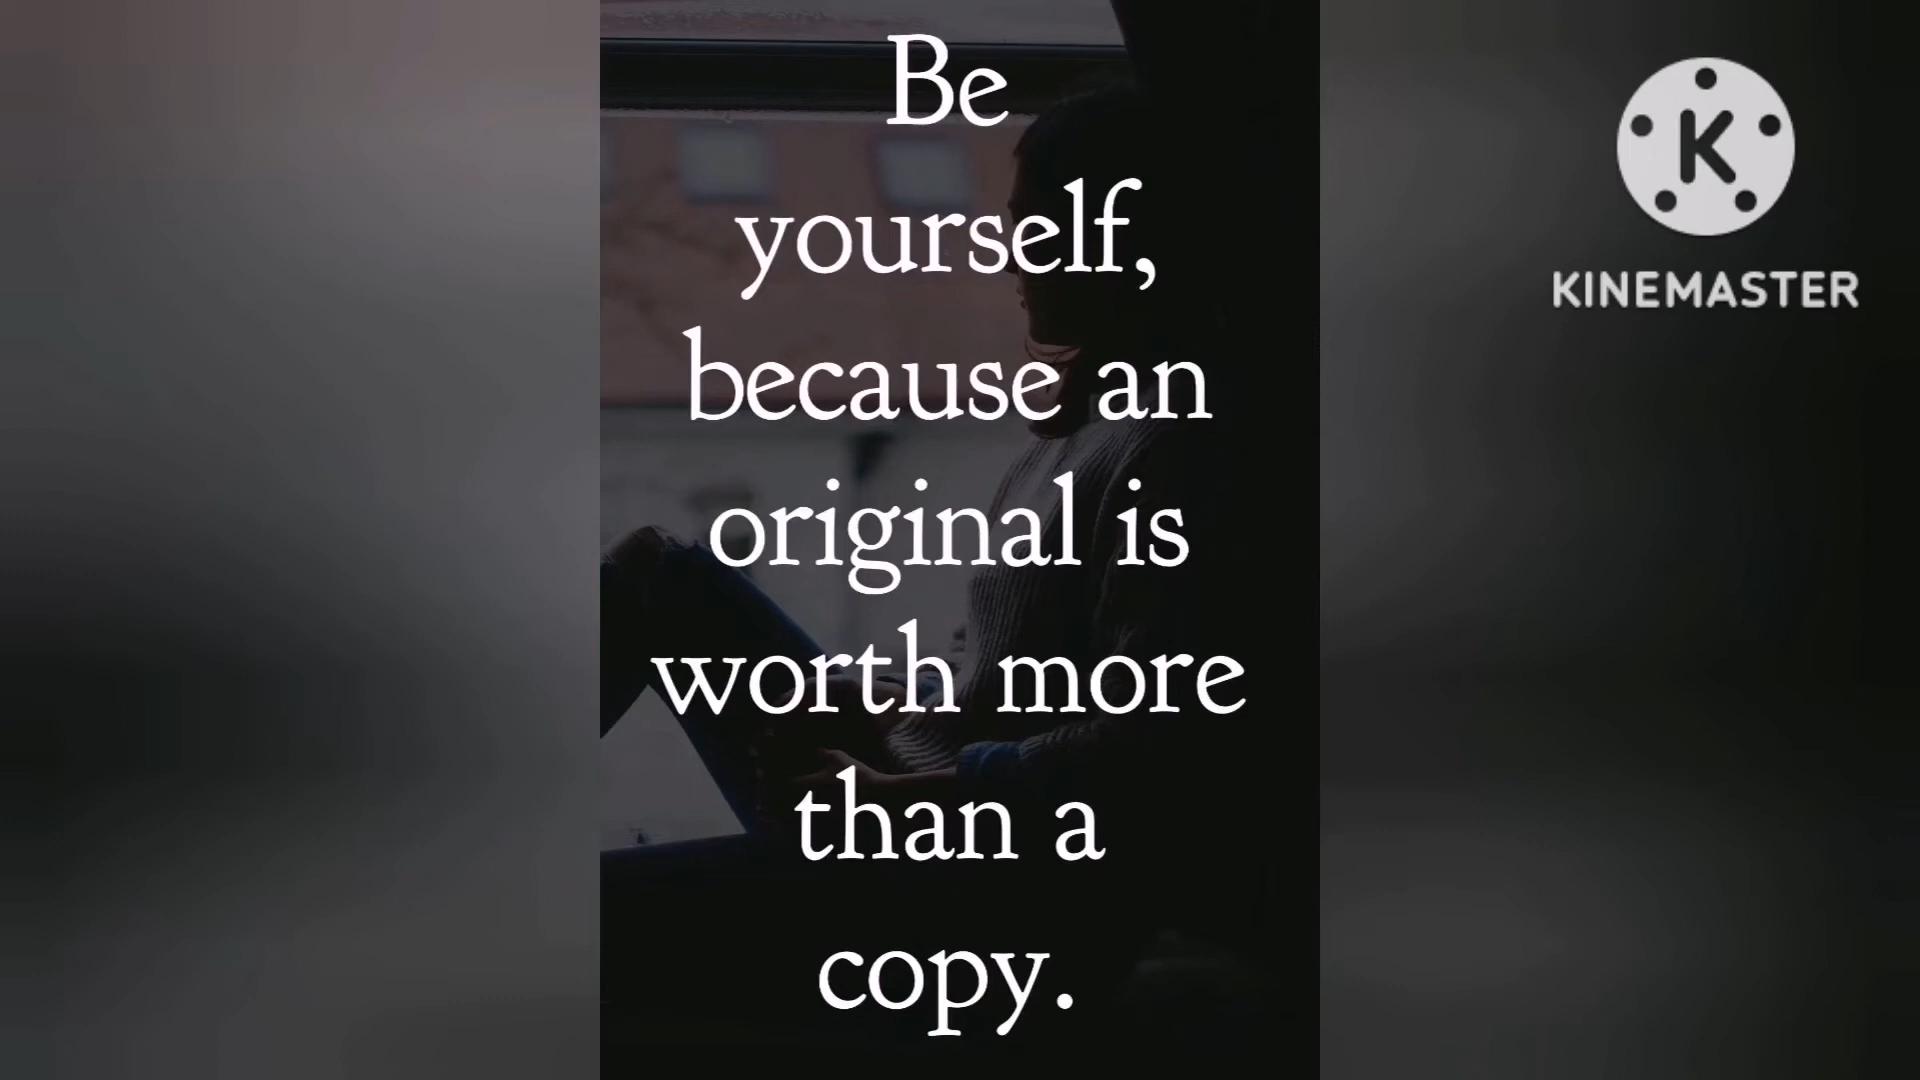 Be
yourself,
because an
original is
worth more
than a
copy.
K
KINEMASTER